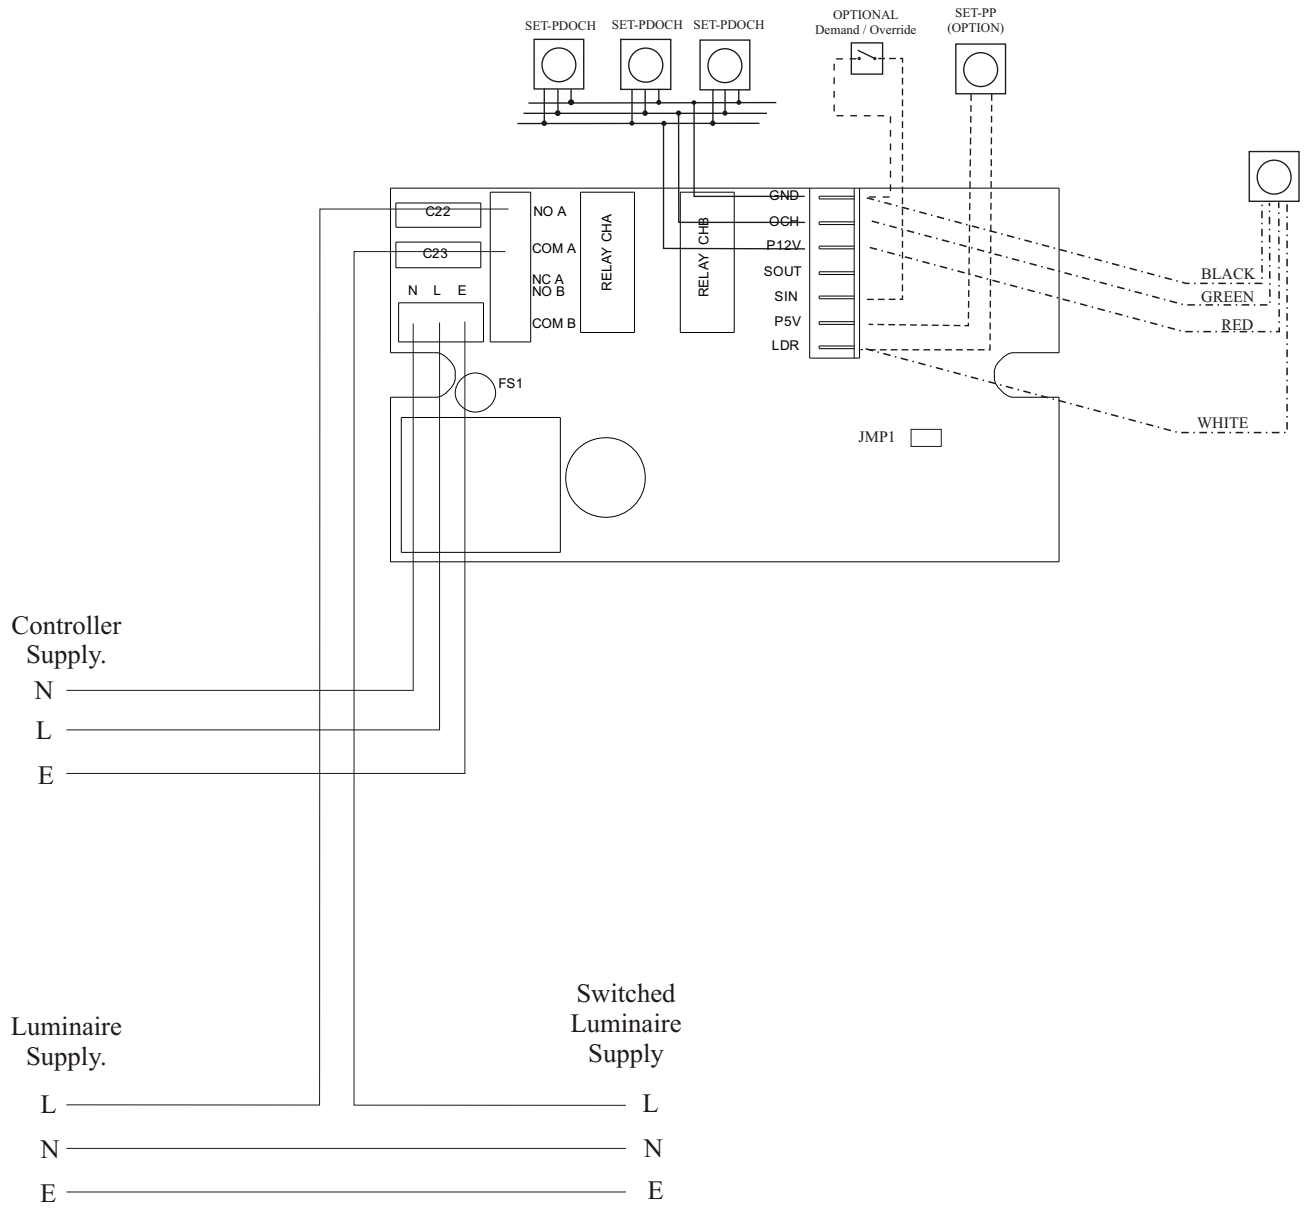 SET-PDOCH
SET-PDOCH
SET-PDOCH
OPTIONAL
Demand / Override
SET-PP
(OPTION)
C22
C23
N L E
NO A
COM A
NC A
NO B
COM B
RELAY CHA
RELAY CHB
GND
OCH
P12V
SOUT
SIN
P5V
LDR
BLACK
GREEN
RED
WHITE
FS1
JMP1
Controller
Supply.
N
L
E
Luminaire
Supply.
L
N
E
Switched
Luminaire
Supply
L
N
E